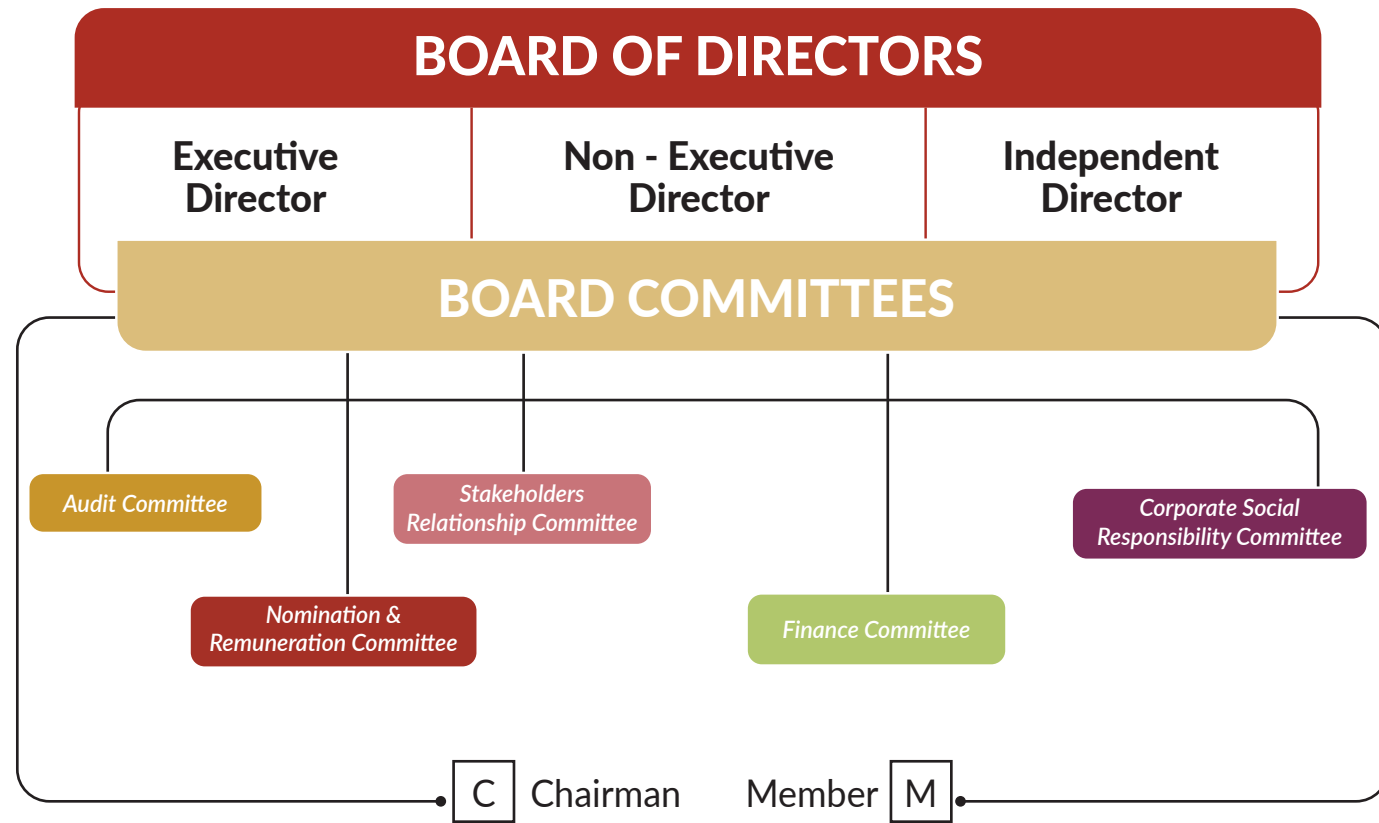 BOARD OF DIRECTORS
Executive
Director
Non - Executive
Director
Independent
Director
BOARD COMMITTEES
Audit Committee
Stakeholders
Relationship Committee
Corporate Social
Responsibility Committee
Nomination &
Remuneration Committee
Finance Committee
C Chairman
Member M